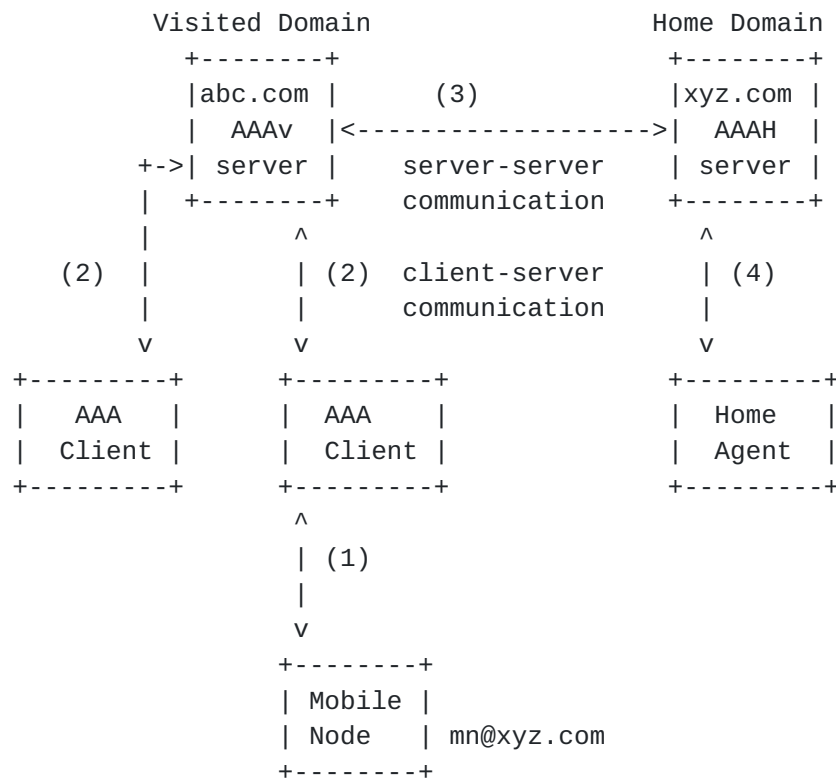 Visited Domain                    Home Domain
+--------+                      +--------+
|abc.com |      (3)             |xyz.com |
|  AAAv  |<-------------------->|  AAAH  |
+->| server |    server-server     | server |
|  +--------+    communication    +--------+
|         ^                         ^
(2)  |         | (2)  client-server      | (4)
|         |      communication      |
v         v                         v
+---------+      +---------+              +---------+
|   AAA   |      |  AAA    |              |  Home   |
|  Client |      |  Client |              |  Agent  |
+---------+      +---------+              +---------+
^
| (1)
|
v
+--------+
| Mobile |
| Node   | mn@xyz.com
+--------+